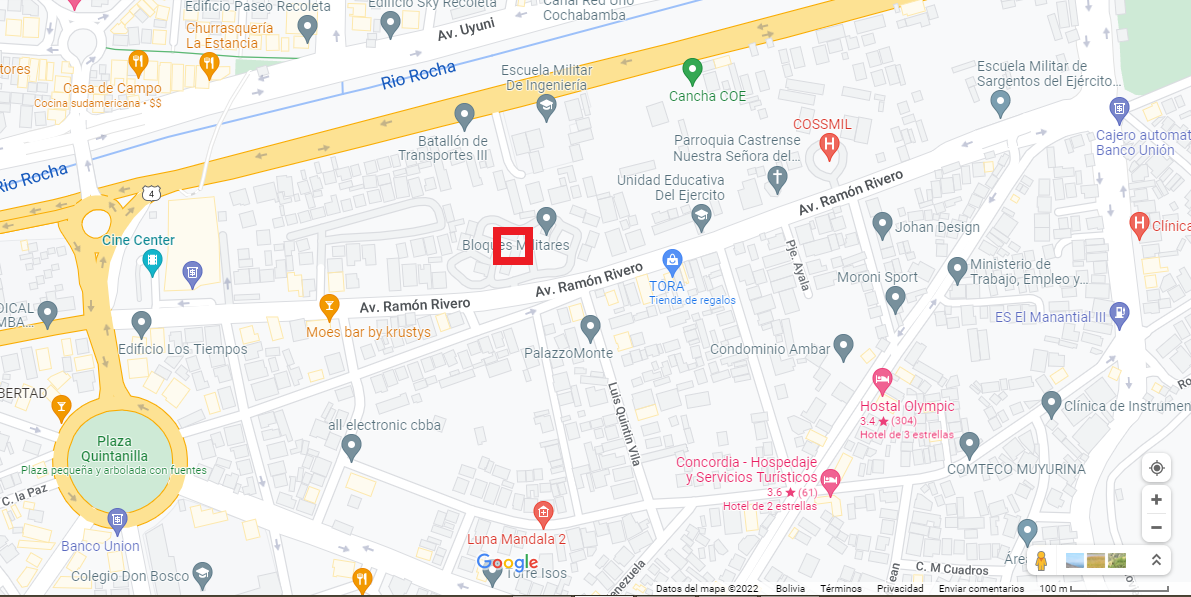 Edificio Paseo Recoleta
Edificio Sky Recoleta
Canal Red Uno
Cochabamba
Av. Uyuni
Churrasquería
La Estancia
tores
Casa de Campo
Cocina sudamericana • $$
Rio Rocha
Escuela Militar
De Ingeniería
Cancha COE
Escuela Militar de
Sargentos del Ejército...
Cajero automat
Banco Unión
COSSMIL
Batallón de
Transportes III
Parroquia Castrense
Nuestra Señora del...
Rio Rocha
4
Unidad Educativa
Del Ejercito
Av. Ramón Rivero
Johan Design
Clínica
Cine Center
Bloques Militares
Pje. Ayala
Ministerio de
Trabajo, Empleo y...
Moroni Sport
Av. Ramón Rivero
TORA
Tienda de regalos
Av. Ramón Rivero
DICAL
MBA...
ES El Manantial III
Moes bar by krustys
Edificio Los Tiempos
PalazzoMonte
Condominio Ambar
BERTAD
Luis Quintín Vila
Hostal Olympic
3.4 ★ (304)
Hotel de 3 estrellas
Clínica de Instrumen
Ro
all electronic cbba
Plaza
Quintanilla
Plaza pequeña y arbolada con fuentes
Concordia - Hospedaje
y Servicios Turísticos
3.6 ★ (61)
Hotel de 2 estrellas
COMTECO MUYURINA
C. la Paz
Banco Union
Luna Mandala 2
Google
Torre Isos
Colegio Don Bosco
enezuela
ean
C. M Cuadros
Áre
Datos del mapa ©2022
Bolivia
Términos
Privacidad
Enviar comentarios
100 m